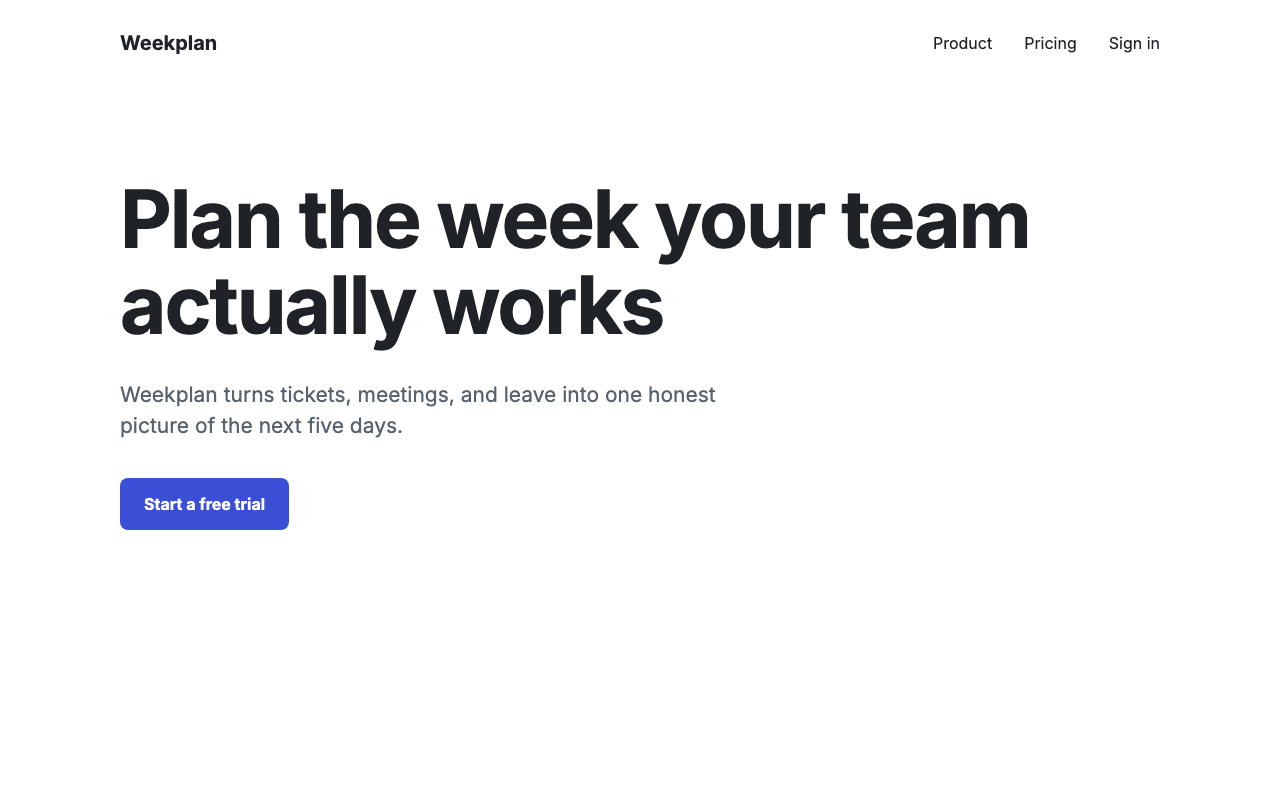 Weekplan
Product
Pricing
Sign in
Plan the week your team
actually works
Weekplan turns tickets, meetings, and leave into one honest
picture of the next five days.
Start a free trial